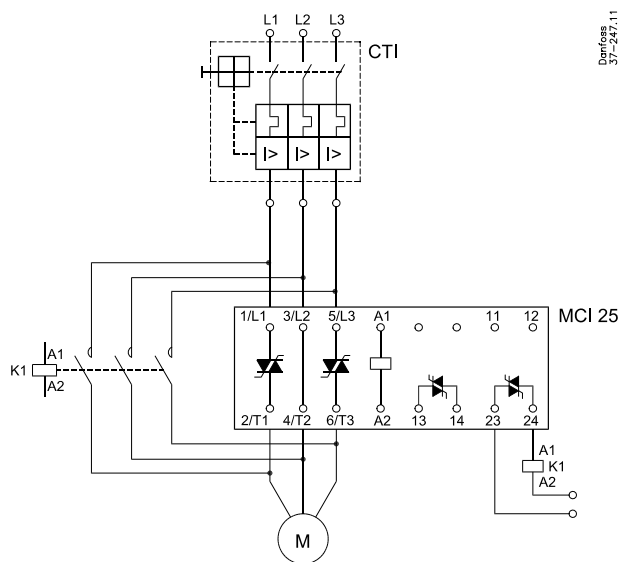 L1 L2 L3
CTI
Danfoss
37-247.11
I> I> I>
1/L1 3/L2 5/L3 A1 11 12
MCI 25
A1
K1
A2
2/T1 4/T2 6/T3 A2 13 14 23 24
A1
K1
A2
M